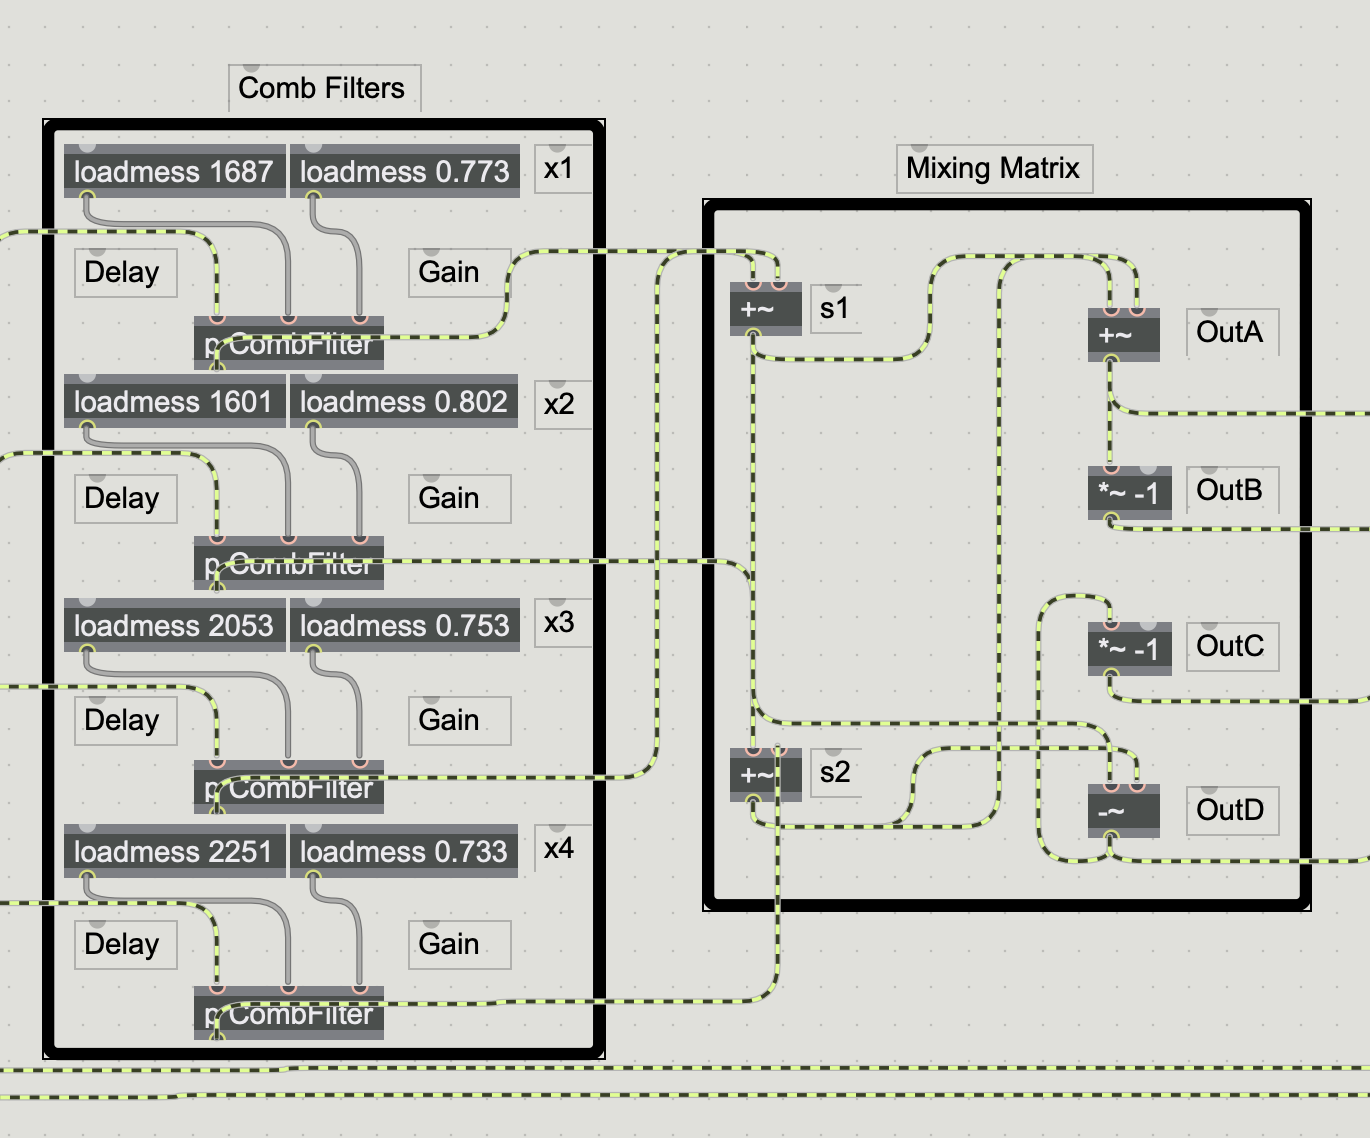 Comb Filters
loadmess 1687 loadmess 0.773 x1
Delay Gain
p CombFilter
loadmess 1601 loadmess 0.802 x2
Delay Gain
p CombFilter
loadmess 2053 loadmess 0.753 x3
Delay Gain
p CombFilter
loadmess 2251 loadmess 0.733 x4
Delay Gain
p CombFilter
Mixing Matrix
+~ s1
+~ OutA
*~ -1 OutB
*~ -1 OutC
+~ s2
-~ OutD